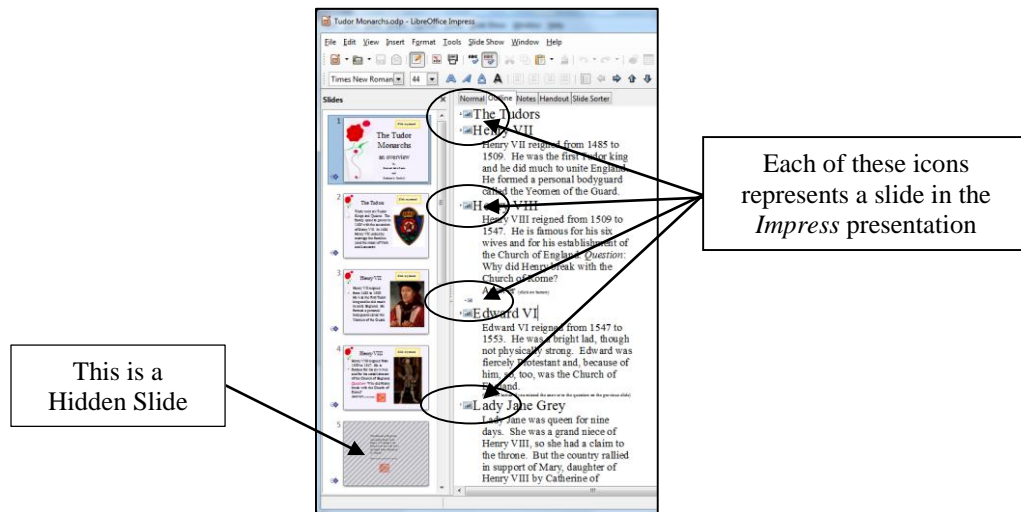 Tudor Monarchs.odp - LibreOffice Impress
File Edit View Insert Format Tools Slide Show Window Help
Times New Roman 44
Slides
Normal Outline Notes Handout Slide Sorter
1
The Tudor
Monarchs
an overview
2
The Tudors
3
Henry VII
4
Henry VIII
5
The Tudors
Henry VII
Henry VII reigned from 1485 to
1509. He was the first Tudor king
and he did much to unite England.
He formed a personal bodyguard
called the Yeomen of the Guard.
Henry VIII
Henry VIII reigned from 1509 to
1547. He is famous for his six
wives and for his establishment of
the Church of England. Question:
Why did Henry break with the
Church of Rome?
Edward VI
Edward VI reigned from 1547 to
1553. He was a bright lad, though
not physically strong. Edward was
fiercely Protestant and, because of
him, so, too, was the Church of
England.
Lady Jane Grey
Lady Jane was queen for nine
days. She was a grand niece of
Henry VIII, so she had a claim to
the throne. But the country rallied
in support of Mary, daughter of
Henry VIII by Catherine of
Each of these icons
represents a slide in the
Impress presentation
This is a
Hidden Slide